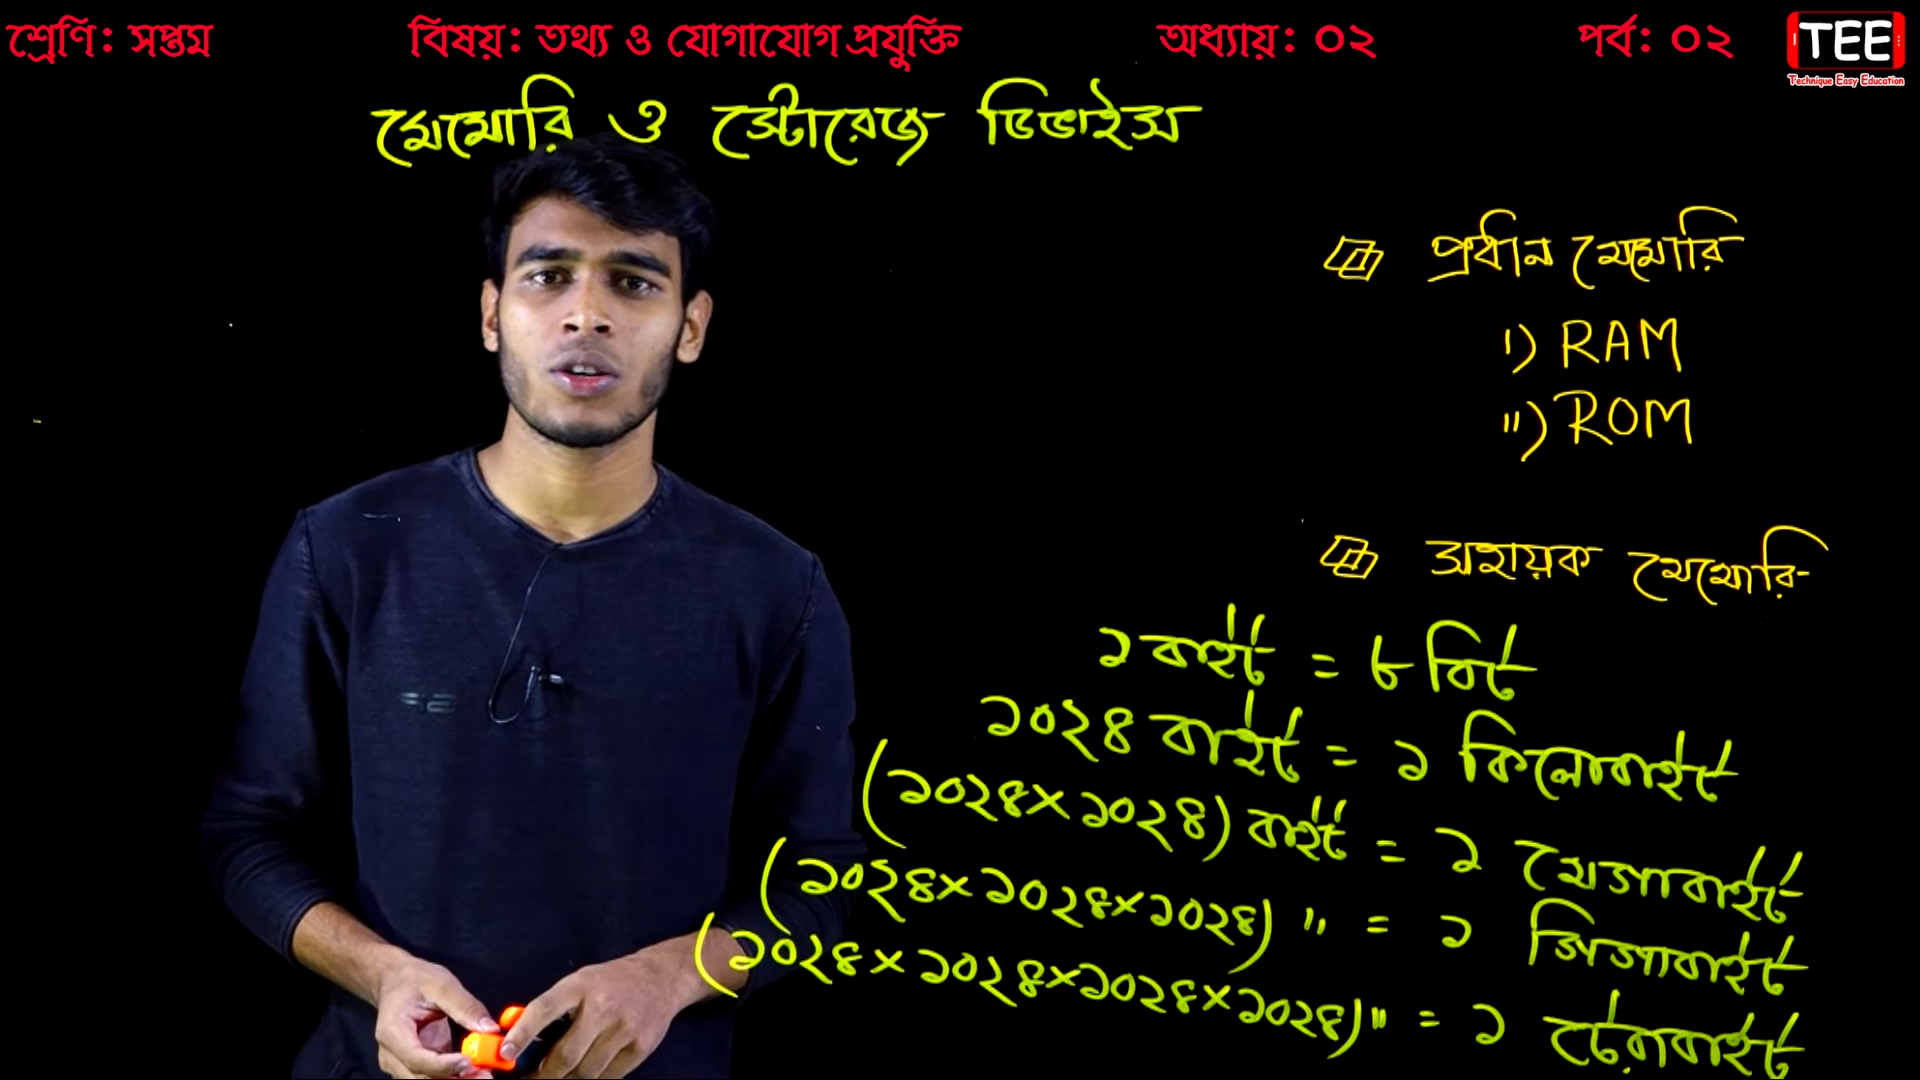 শ্রেণি: সপ্তম বিষয়: তথ্য ও যোগাযোগ প্রযুক্তি অধ্যায়: ০২ পর্ব: ০২ TEE
Technique Easy Education
মেমোরি ও স্টোরেজ ডিভাইস
প্রধান মেমোরি
i) RAM
ii) ROM
সহায়ক মেমোরি
১ বাইট = ৮ বিট
১০২৪ বাইট = ১ কিলোবাইট
(১০২৪×১০২৪) বাইট = ১ মেগাবাইট
(১০২৪×১০২৪×১০২৪) " = ১ গিগাবাইট
(১০২৪×১০২৪×১০২৪×১০২৪) " = ১ টেরাবাইট